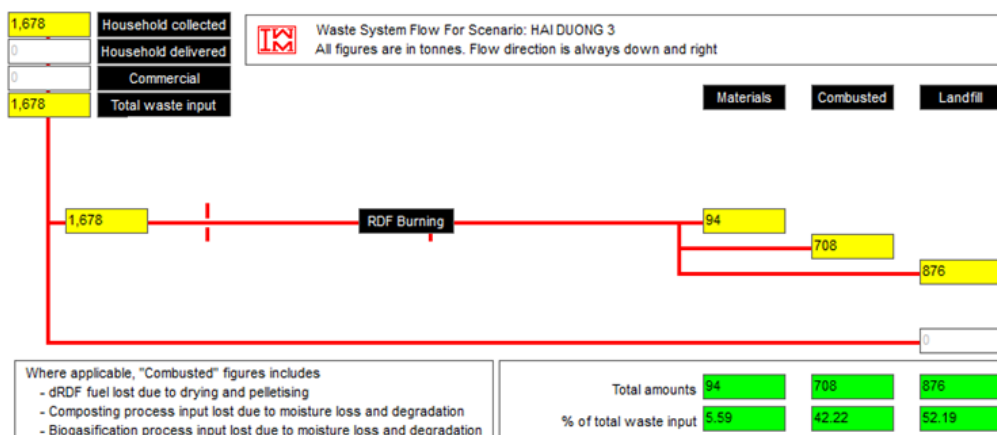 1,678 Household collected
0 Household delivered
0 Commercial
1,678 Total waste input
IWM
Waste System Flow For Scenario: HAI DUONG 3
All figures are in tonnes. Flow direction is always down and right
Materials Combusted Landfill
1,678 RDF Burning 94
708
876
0
Where applicable, "Combusted" figures includes
- dRDF fuel lost due to drying and pelletising
- Composting process input lost due to moisture loss and degradation
- Biogasification process input lost due to moisture loss and degradation
Total amounts 94 708 876
% of total waste input 5.59 42.22 52.19